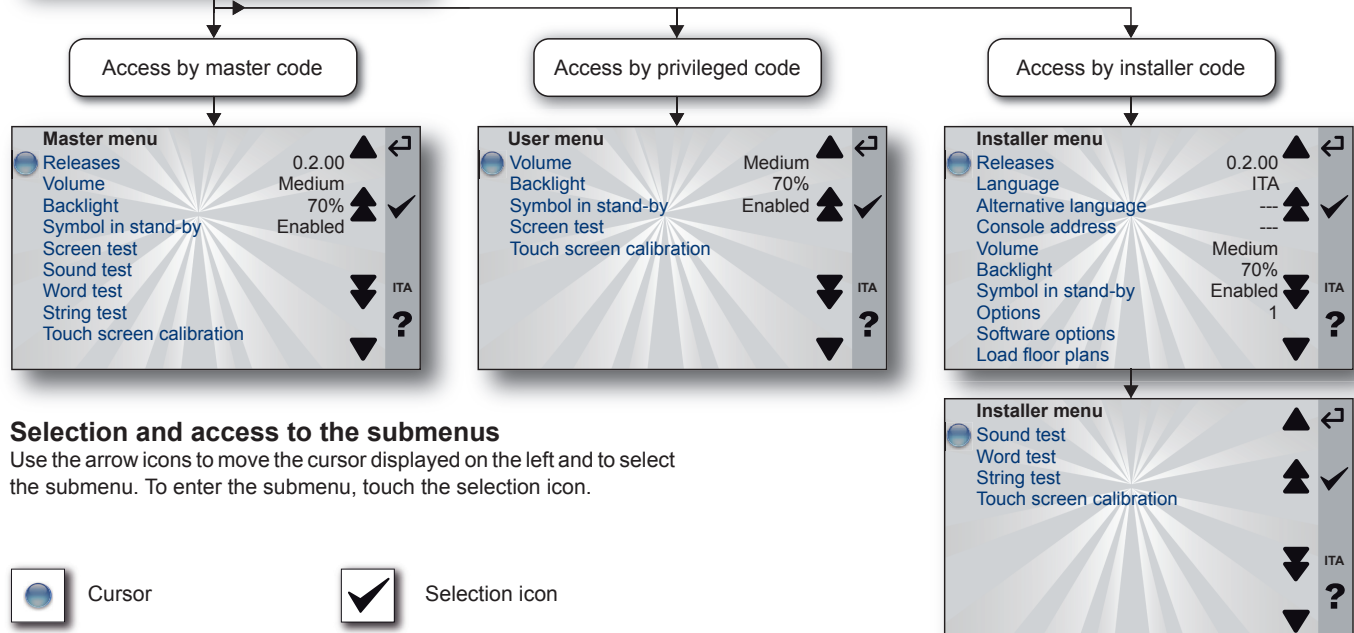 Access by master code
Access by privileged code
Access by installer code
Master menu
Releases 0.2.00
Volume Medium
Backlight 70%
Symbol in stand-by Enabled
Screen test
Sound test
Word test
String test
Touch screen calibration
ITA
?
User menu
Volume Medium
Backlight 70%
Symbol in stand-by Enabled
Screen test
Touch screen calibration
ITA
?
Installer menu
Releases 0.2.00
Language ITA
Alternative language ---
Console address ---
Volume Medium
Backlight 70%
Symbol in stand-by Enabled
Options 1
Software options
Load floor plans
ITA
?
Installer menu
Sound test
Word test
String test
Touch screen calibration
ITA
?
Selection and access to the submenus
Use the arrow icons to move the cursor displayed on the left and to select
the submenu. To enter the submenu, touch the selection icon.
Cursor
Selection icon